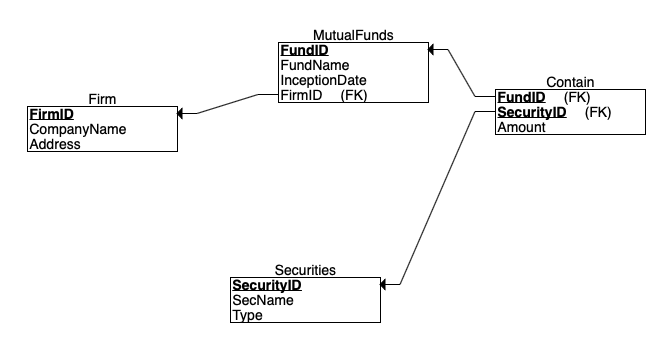 MutualFunds
FundID
FundName
InceptionDate
FirmID (FK)
Firm
FirmID
CompanyName
Address
Contain
FundID (FK)
SecurityID (FK)
Amount
Securities
SecurityID
SecName
Type